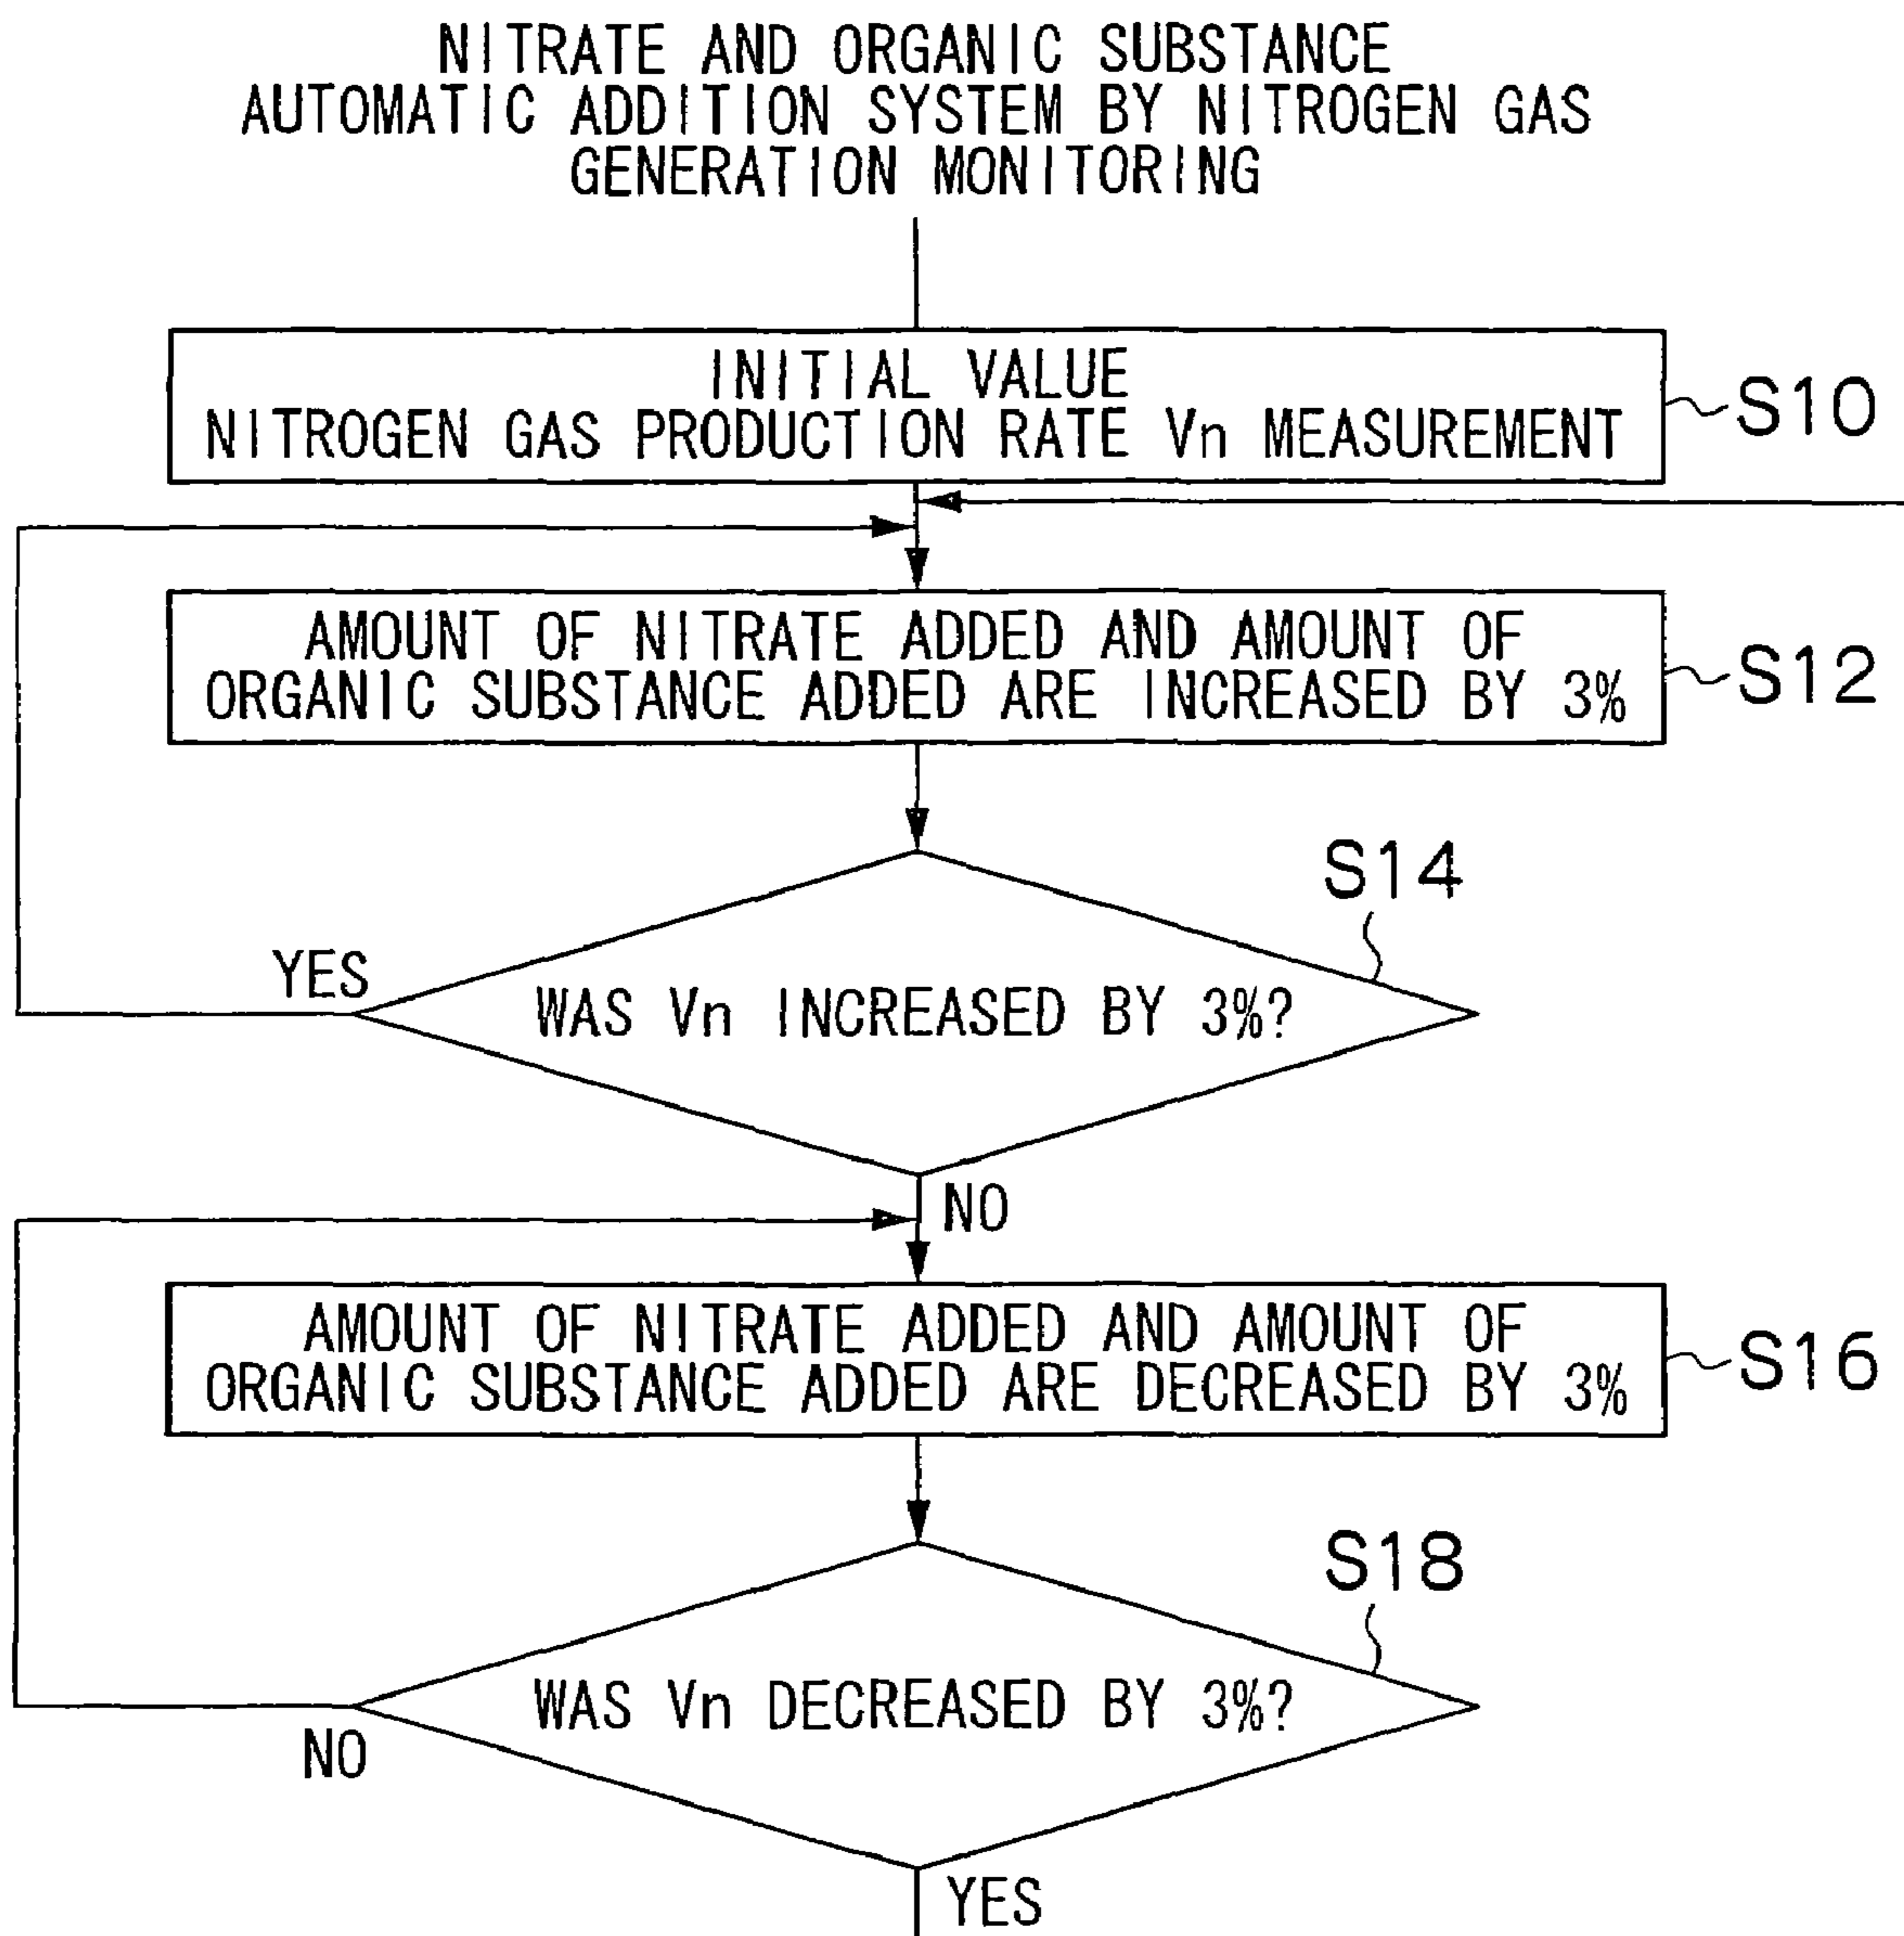 NITRATE AND ORGANIC SUBSTANCE
AUTOMATIC ADDITION SYSTEM BY NITROGEN GAS
GENERATION MONITORING
INITIAL VALUE
NITROGEN GAS PRODUCTION RATE Vn MEASUREMENT
S10
AMOUNT OF NITRATE ADDED AND AMOUNT OF
ORGANIC SUBSTANCE ADDED ARE INCREASED BY 3%
S12
S14
YES
WAS Vn INCREASED BY 3%?
NO
AMOUNT OF NITRATE ADDED AND AMOUNT OF
ORGANIC SUBSTANCE ADDED ARE DECREASED BY 3%
S16
S18
WAS Vn DECREASED BY 3%?
NO
YES